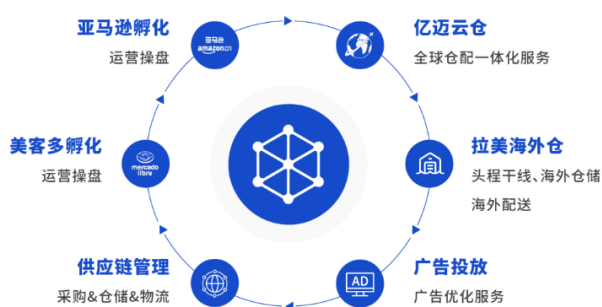 亚马逊孵化
运营操盘
亚马逊
amazon.cn
亿迈云仓
全球仓配一体化服务
美客多孵化
运营操盘
mercado
libre
拉美海外仓
头程干线、海外仓储
海外配送
供应链管理
采购&仓储&物流
AD
广告投放
广告优化服务